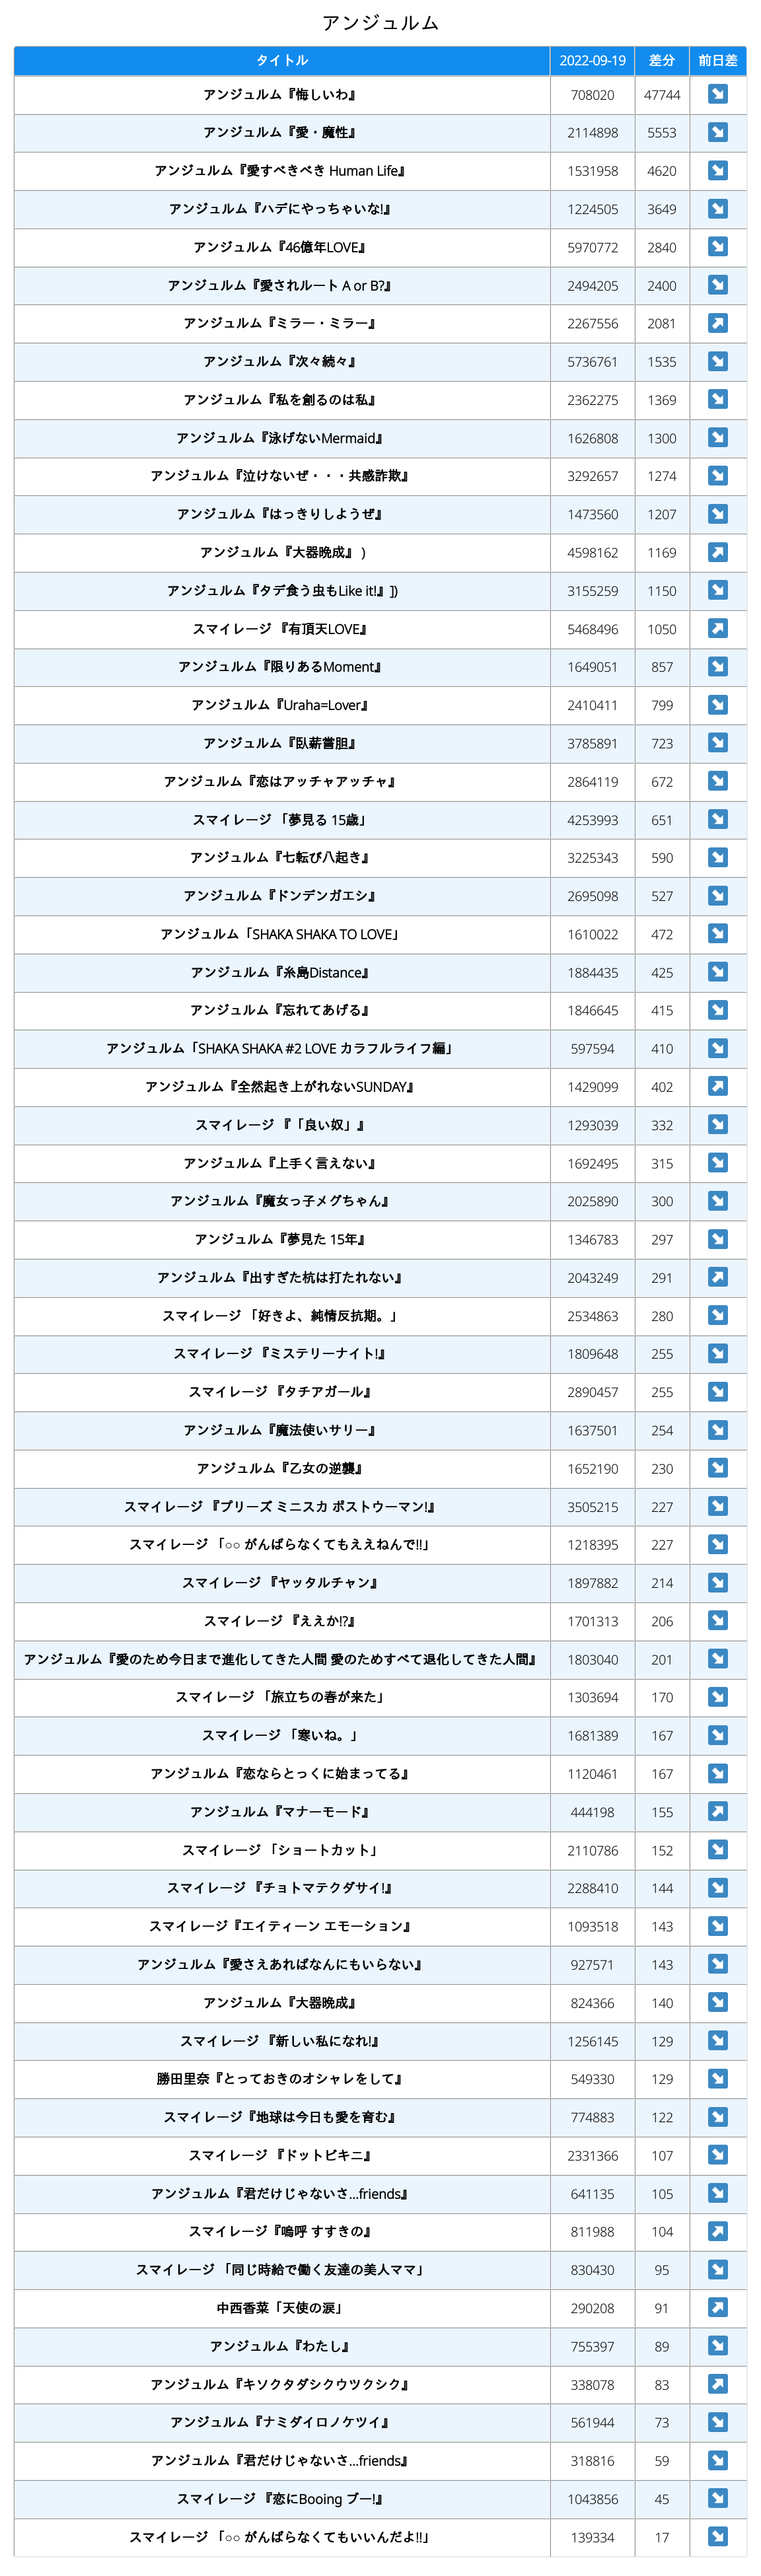 アンジュルム
タイトル 2022-09-19 差分 前日差
アンジュルム『悔しいわ』 708020 47744 ↘
アンジュルム『愛・魔性』 2114898 5553 ↘
アンジュルム『愛すべきべき Human Life』 1531958 4620 ↘
アンジュルム『ハデにやっちゃいな!』 1224505 3649 ↘
アンジュルム『46億年LOVE』 5970772 2840 ↘
アンジュルム『愛されルート A or B?』 2494205 2400 ↘
アンジュルム『ミラー・ミラー』 2267556 2081 ↗
アンジュルム『次々続々』 5736761 1535 ↘
アンジュルム『私を創るのは私』 2362275 1369 ↘
アンジュルム『泳げないMermaid』 1626808 1300 ↘
アンジュルム『泣けないぜ・・・共感詐欺』 3292657 1274 ↘
アンジュルム『はっきりしようぜ』 1473560 1207 ↘
アンジュルム『大器晩成』 ) 4598162 1169 ↗
アンジュルム『タデ食う虫もLike it!』]) 3155259 1150 ↘
スマイレージ 『有頂天LOVE』 5468496 1050 ↗
アンジュルム『限りあるMoment』 1649051 857 ↘
アンジュルム『Uraha=Lover』 2410411 799 ↘
アンジュルム『臥薪嘗胆』 3785891 723 ↘
アンジュルム『恋はアッチャアッチャ』 2864119 672 ↘
スマイレージ 「夢見る 15歳」 4253993 651 ↘
アンジュルム『七転び八起き』 3225343 590 ↘
アンジュルム『ドンデンガエシ』 2695098 527 ↘
アンジュルム「SHAKA SHAKA TO LOVE」 1610022 472 ↘
アンジュルム『糸島Distance』 1884435 425 ↘
アンジュルム『忘れてあげる』 1846645 415 ↘
アンジュルム「SHAKA SHAKA #2 LOVE カラフルライフ編」 597594 410 ↘
アンジュルム『全然起き上がれないSUNDAY』 1429099 402 ↗
スマイレージ 『「良い奴」』 1293039 332 ↘
アンジュルム『上手く言えない』 1692495 315 ↘
アンジュルム『魔女っ子メグちゃん』 2025890 300 ↘
アンジュルム『夢見た 15年』 1346783 297 ↘
アンジュルム『出すぎた杭は打たれない』 2043249 291 ↗
スマイレージ 「好きよ、純情反抗期。」 2534863 280 ↘
スマイレージ 『ミステリーナイト!』 1809648 255 ↘
スマイレージ 『タチアガール』 2890457 255 ↘
アンジュルム『魔法使いサリー』 1637501 254 ↘
アンジュルム『乙女の逆襲』 1652190 230 ↘
スマイレージ 『プリーズ ミニスカ ポストウーマン!』 3505215 227 ↘
スマイレージ 「○○ がんばらなくてもええねんで!!」 1218395 227 ↘
スマイレージ 『ヤッタルチャン』 1897882 214 ↘
スマイレージ 『ええか!?』 1701313 206 ↘
アンジュルム『愛のため今日まで進化してきた人間 愛のためすべて退化してきた人間』 1803040 201 ↘
スマイレージ 「旅立ちの春が来た」 1303694 170 ↘
スマイレージ 「寒いね。」 1681389 167 ↘
アンジュルム『恋ならとっくに始まってる』 1120461 167 ↘
アンジュルム『マナーモード』 444198 155 ↗
スマイレージ 「ショートカット」 2110786 152 ↘
スマイレージ 『チョトマテクダサイ!』 2288410 144 ↘
スマイレージ『エイティーン エモーション』 1093518 143 ↘
アンジュルム『愛さえあればなんにもいらない』 927571 143 ↘
アンジュルム『大器晩成』 824366 140 ↘
スマイレージ 『新しい私になれ!』 1256145 129 ↘
勝田里奈『とっておきのオシャレをして』 549330 129 ↘
スマイレージ『地球は今日も愛を育む』 774883 122 ↘
スマイレージ 『ドットビキニ』 2331366 107 ↘
アンジュルム『君だけじゃないさ...friends』 641135 105 ↘
スマイレージ『嗚呼 すすきの』 811988 104 ↗
スマイレージ 「同じ時給で働く友達の美人ママ」 830430 95 ↘
中西香菜「天使の涙」 290208 91 ↗
アンジュルム『わたし』 755397 89 ↘
アンジュルム『キソクタダシクウツクシク』 338078 83 ↗
アンジュルム『ナミダイロノケツイ』 561944 73 ↘
アンジュルム『君だけじゃないさ...friends』 318816 59 ↘
スマイレージ 『恋にBooing ブー!』 1043856 45 ↘
スマイレージ 「○○ がんばらなくてもいいんだよ!!」 139334 17 ↘